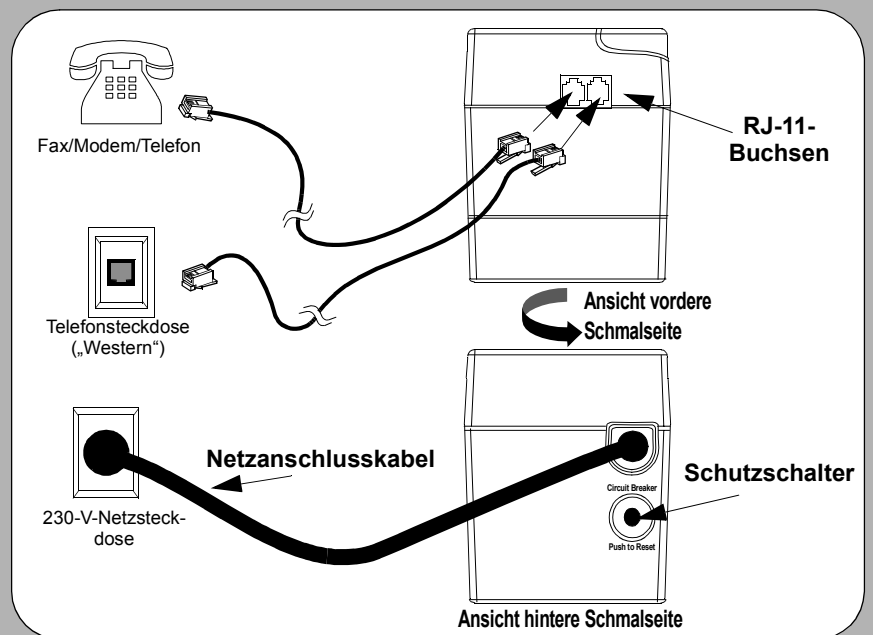 Fax/Modem/Telefon
RJ-11-
Buchsen
Telefonsteckdose
(„Western“)
Ansicht vordere
Schmalseite
Netzanschlusskabel
230-V-Netzsteck-
dose
Circuit Breaker
Push to Reset
Schutzschalter
Ansicht hintere Schmalseite